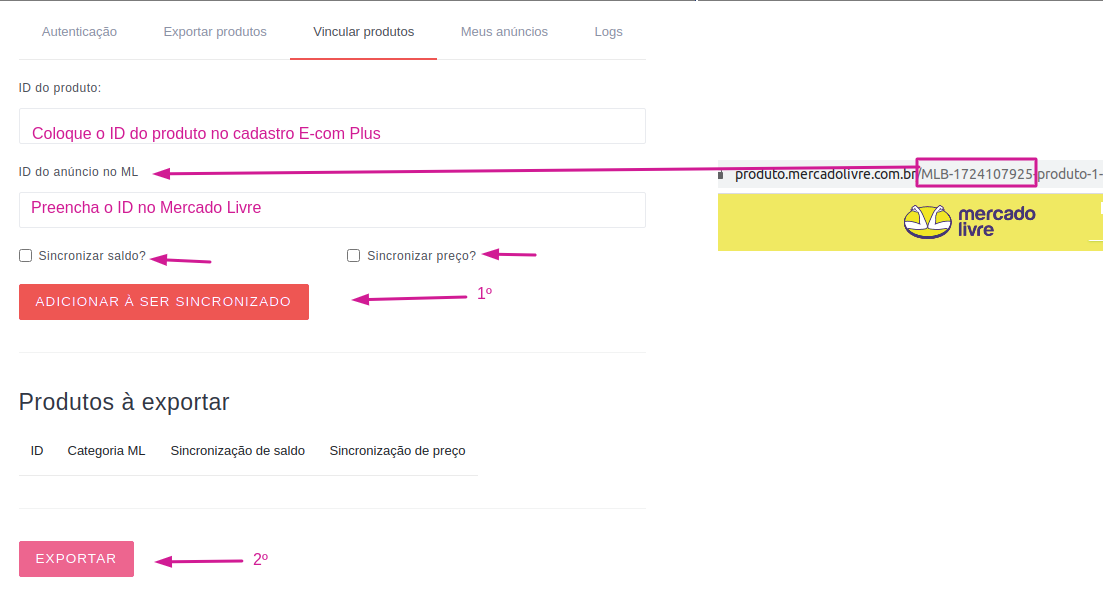 Autenticação Exportar produtos Vincular produtos Meus anúncios Logs
ID do produto:
Coloque o ID do produto no cadastro E-com Plus
ID do anúncio no ML
produto.mercadolivre.com.br/MLB-1724107925-produto-1-
Preencha o ID no Mercado Livre
mercado
livre
Sincronizar saldo? Sincronizar preço?
ADICIONAR À SER SINCRONIZADO 1º
Produtos à exportar
ID Categoria ML Sincronização de saldo Sincronização de preço
EXPORTAR 2º